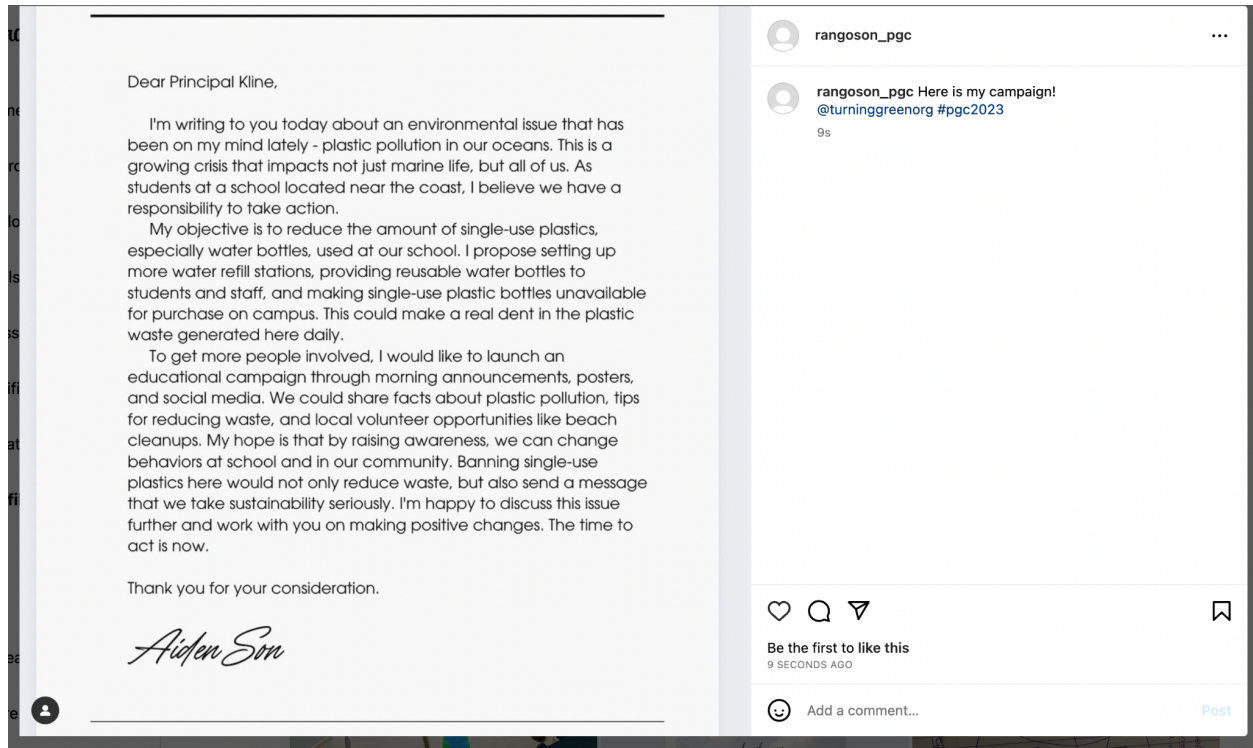 Dear Principal Kline,
I'm writing to you today about an environmental issue that has
been on my mind lately - plastic pollution in our oceans. This is a
growing crisis that impacts not just marine life, but all of us. As
students at a school located near the coast, I believe we have a
responsibility to take action.
My objective is to reduce the amount of single-use plastics,
especially water bottles, used at our school. I propose setting up
more water refill stations, providing reusable water bottles to
students and staff, and making single-use plastic bottles unavailable
for purchase on campus. This could make a real dent in the plastic
waste generated here daily.
To get more people involved, I would like to launch an
educational campaign through morning announcements, posters,
and social media. We could share facts about plastic pollution, tips
for reducing waste, and local volunteer opportunities like beach
cleanups. My hope is that by raising awareness, we can change
behaviors at school and in our community. Banning single-use
plastics here would not only reduce waste, but also send a message
that we take sustainability seriously. I'm happy to discuss this issue
further and work with you on making positive changes. The time to
act is now.
Thank you for your consideration.
Aiden Son
rangoson_pgc
rangoson_pgc Here is my campaign!
@turninggreenorg #pgc2023
9s
Be the first to like this
9 SECONDS AGO
Add a comment...
Post